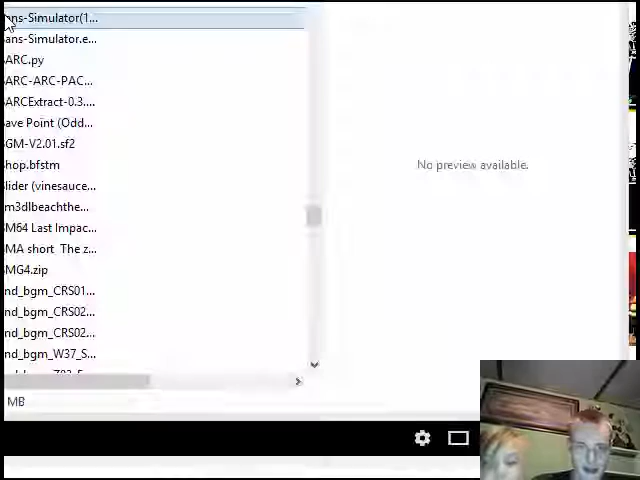 ans-Simulator(1...
ans-Simulator.e...
ARC.py
ARC-ARC-PAC...
ARCExtract-0.3....
ave Point (Odd...
GM-V2.01.sf2
hop.bfstm
lider (vinesauce...
m3dlbeachthe...
M64 Last Impac...
MA short  The z...
MG4.zip
nd_bgm_CRS01...
nd_bgm_CRS02...
nd_bgm_CRS02...
nd_bgm_W37_S...
No preview available.
MB